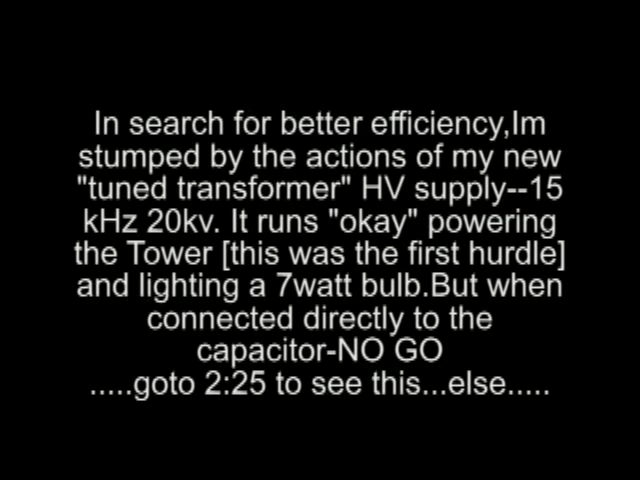 In search for better efficiency,Im
stumped by the actions of my new
"tuned transformer" HV supply--15
kHz 20kv. It runs "okay" powering
the Tower [this was the first hurdle]
and lighting a 7watt bulb.But when
connected directly to the
capacitor-NO GO
.....goto 2:25 to see this...else.....